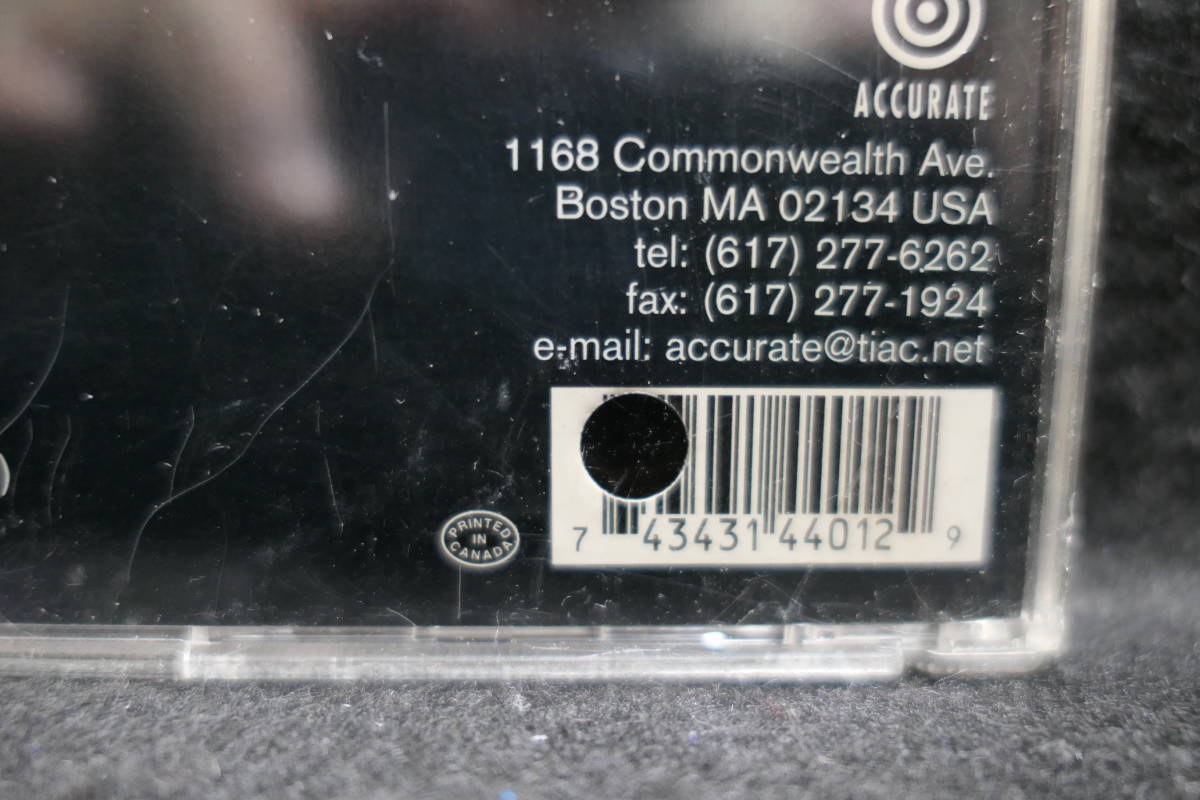 ACCURATE
1168 Commonwealth Ave.
Boston MA 02134 USA
tel: (617) 277-6262
fax: (617) 277-1924
e-mail: accurate@tiac.net
PRINTED
IN
CANADA
7 43431 44012 9